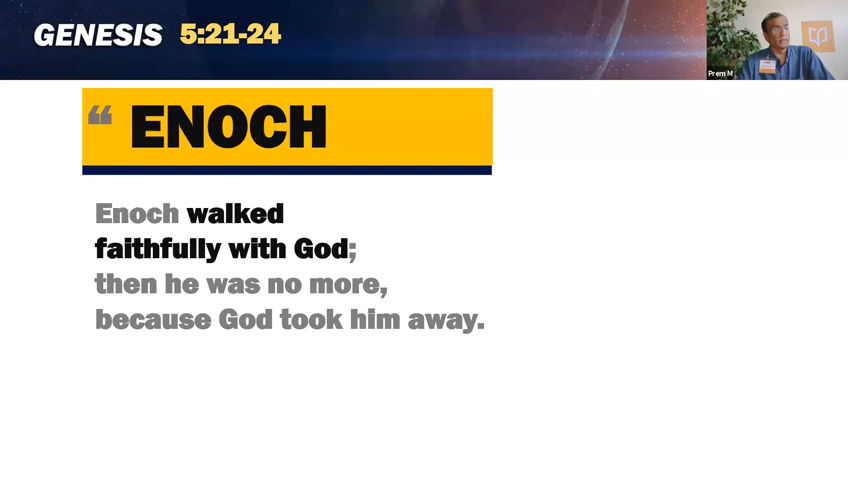 GENESIS 5:21-24
Prem M
“ ENOCH
Enoch walked
faithfully with God;
then he was no more,
because God took him away.